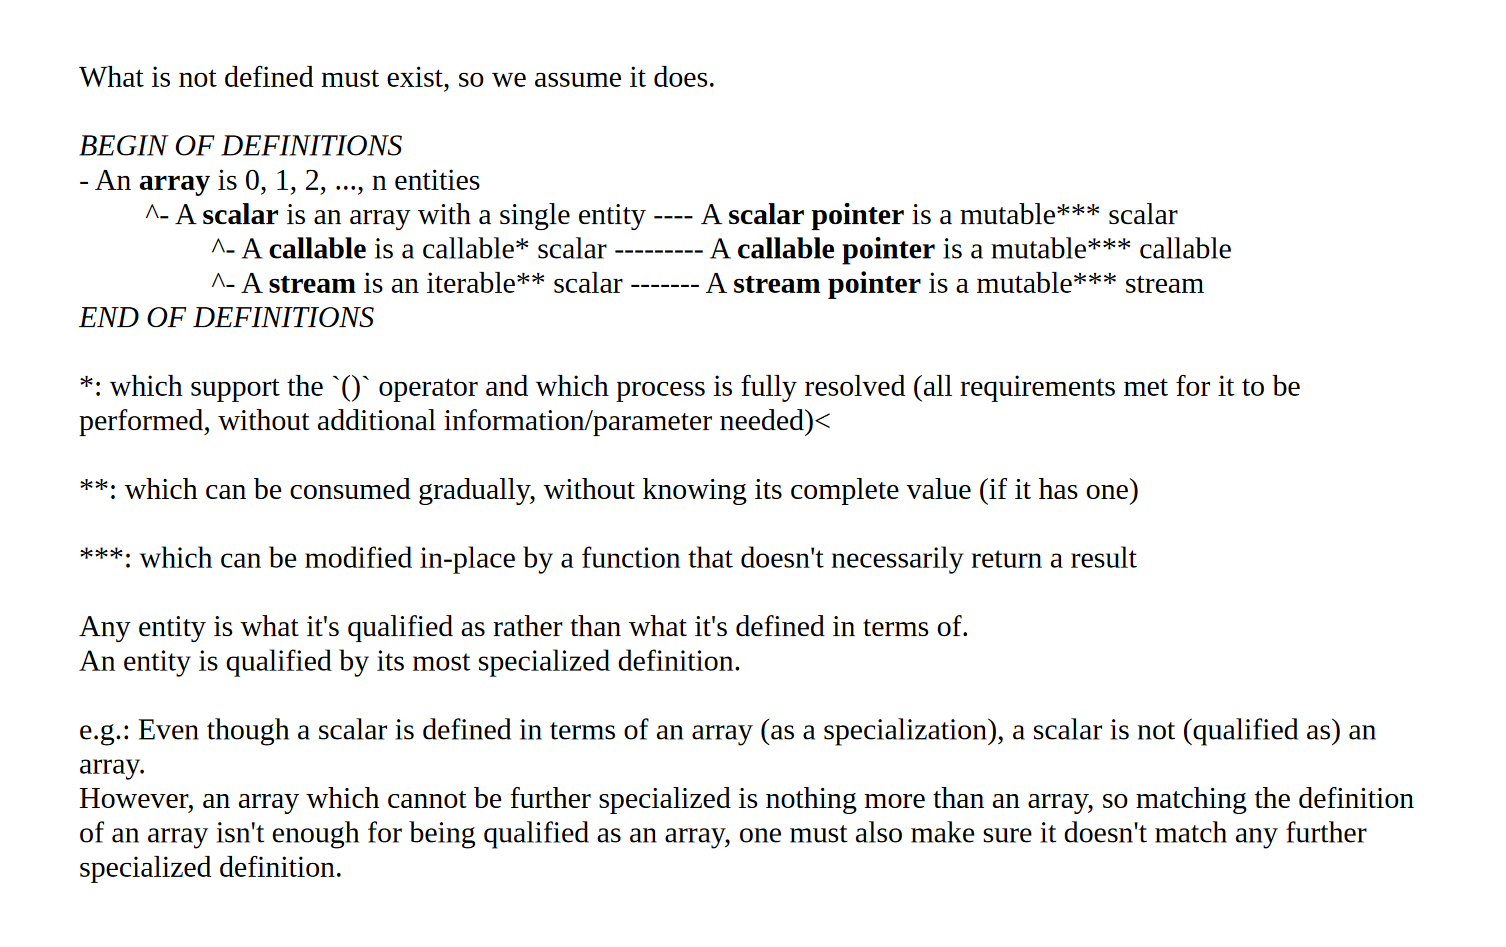 What is not defined must exist, so we assume it does.
BEGIN OF DEFINITIONS
- An array is 0, 1, 2, ..., n entities
^- A scalar is an array with a single entity ---- A scalar pointer is a mutable*** scalar
^- A callable is a callable* scalar --------- A callable pointer is a mutable*** callable
^- A stream is an iterable** scalar ------- A stream pointer is a mutable*** stream
END OF DEFINITIONS
*: which support the `()` operator and which process is fully resolved (all requirements met for it to be
performed, without additional information/parameter needed)<
**: which can be consumed gradually, without knowing its complete value (if it has one)
***: which can be modified in-place by a function that doesn't necessarily return a result
Any entity is what it's qualified as rather than what it's defined in terms of.
An entity is qualified by its most specialized definition.
e.g.: Even though a scalar is defined in terms of an array (as a specialization), a scalar is not (qualified as) an
array.
However, an array which cannot be further specialized is nothing more than an array, so matching the definition
of an array isn't enough for being qualified as an array, one must also make sure it doesn't match any further
specialized definition.